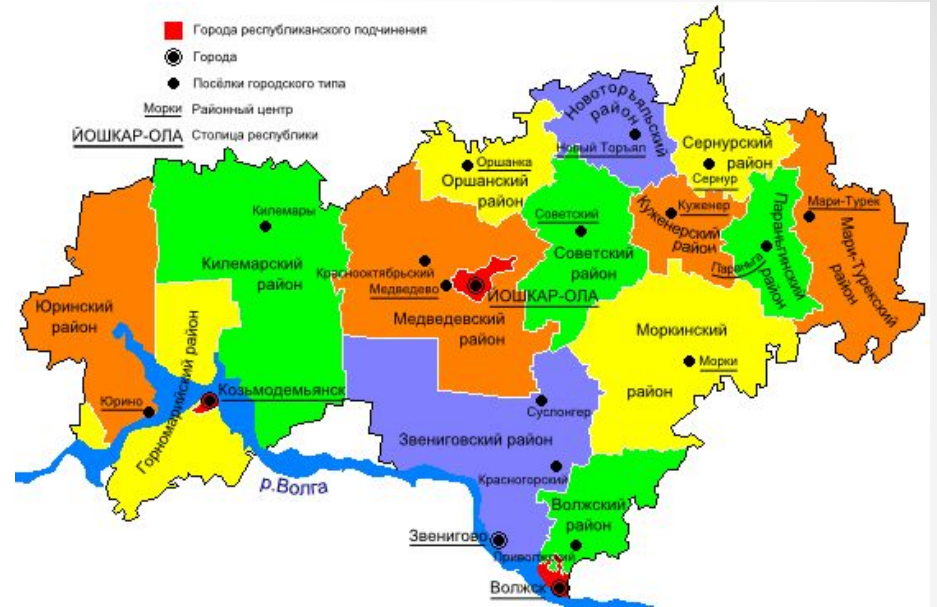 Города республиканского подчинения
Города
Посёлки городского типа
Морки Районный центр
ЙОШКАР-ОЛА Столица республики
Новоторъяльский
район
Новый Торъял
Сернурский
район
Сернур
Оршанка
Оршанский
район
Килемары
Килемарский
район
Советский
Советский
район
Куженер
Куженерский
район
Параньга
Параньгинский
район
Мари-Турек
Мари-Турекский
район
Краснооктябрьский
Медведево
ЙОШКАР-ОЛА
Медведевский
район
Юринский
район
Юрино
Горномарийский район
Козьмодемьянск
Моркинский
район
Морки
Суслонгер
Звениговский район
Красногорский
Волжский
район
р.Волга
Звенигово
Приволжский
Волжск